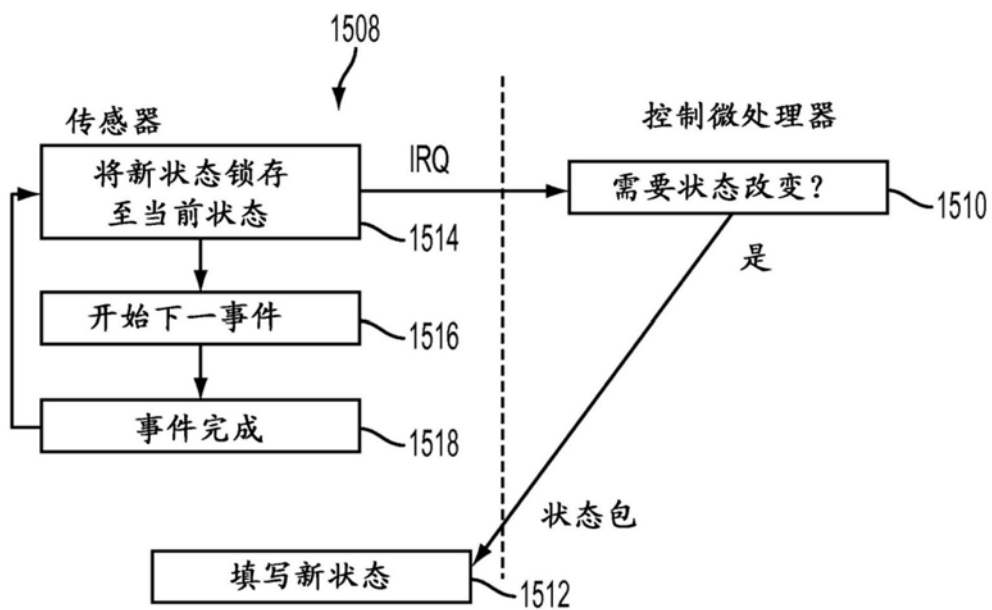 1508
传感器
控制微处理器
将新状态锁存
至当前状态
IRQ
需要状态改变?
1514
1510
是
开始下一事件
1516
事件完成
1518
状态包
填写新状态
1512